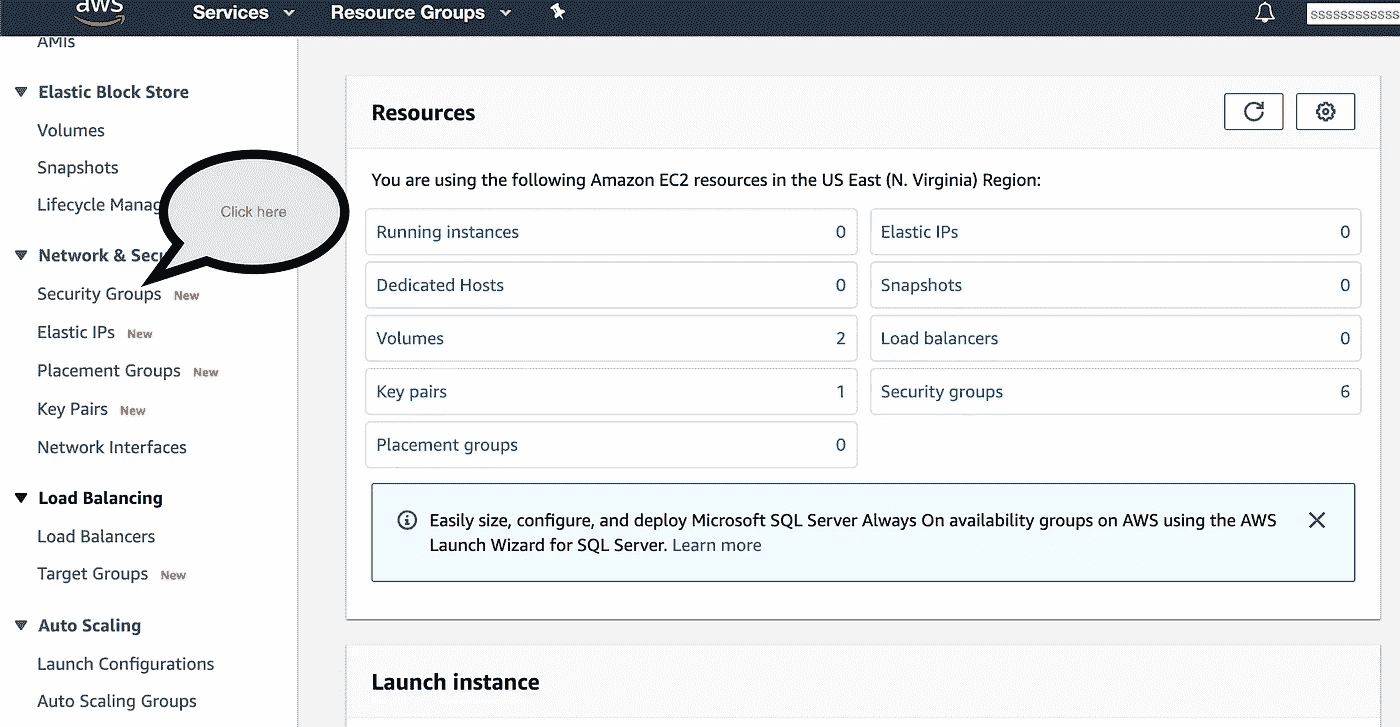 aws Services Resource Groups ssssssssssss
AMIs
Elastic Block Store
Volumes
Snapshots
Lifecycle Manag
Click here
Network & Secu
Security Groups New
Elastic IPs New
Placement Groups New
Key Pairs New
Network Interfaces
Load Balancing
Load Balancers
Target Groups New
Auto Scaling
Launch Configurations
Auto Scaling Groups
Resources
You are using the following Amazon EC2 resources in the US East (N. Virginia) Region:
Running instances 0 Elastic IPs 0
Dedicated Hosts 0 Snapshots 0
Volumes 2 Load balancers 0
Key pairs 1 Security groups 6
Placement groups 0
Easily size, configure, and deploy Microsoft SQL Server Always On availability groups on AWS using the AWS
Launch Wizard for SQL Server. Learn more
Launch instance